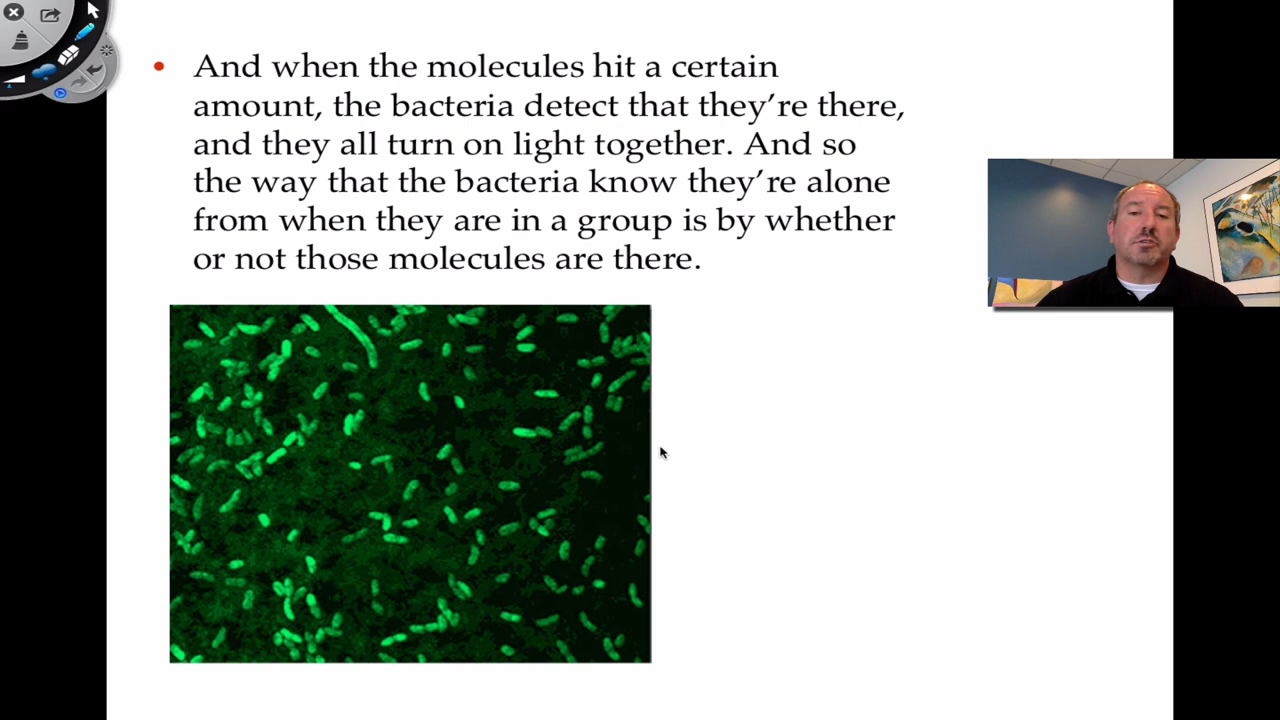 • And when the molecules hit a certain
amount, the bacteria detect that they’re there,
and they all turn on light together. And so
the way that the bacteria know they’re alone
from when they are in a group is by whether
or not those molecules are there.